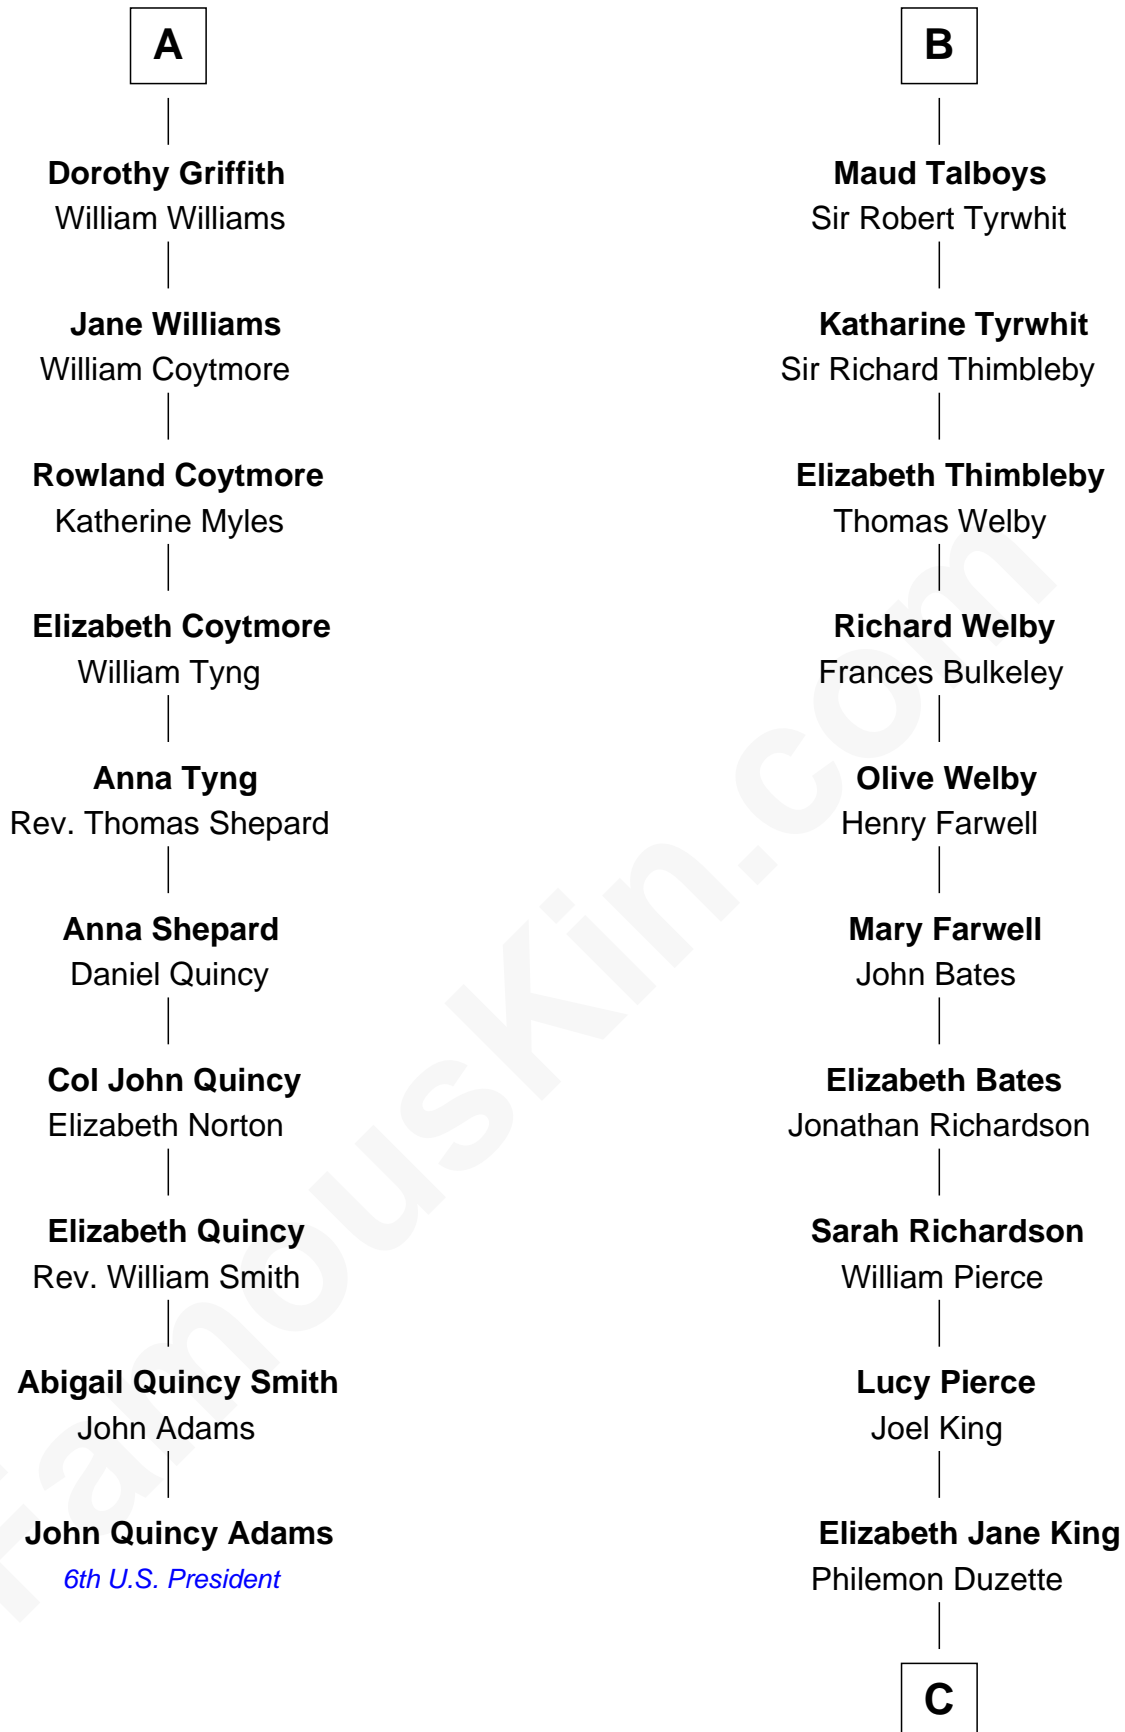 A
Dorothy Griffith
William Williams
Jane Williams
William Coytmore
Rowland Coytmore
Katherine Myles
Elizabeth Coytmore
William Tyng
Anna Tyng
Rev. Thomas Shepard
Anna Shepard
Daniel Quincy
Col John Quincy
Elizabeth Norton
Elizabeth Quincy
Rev. William Smith
Abigail Quincy Smith
John Adams
John Quincy Adams
6th U.S. President
B
Maud Talboys
Sir Robert Tyrwhit
Katharine Tyrwhit
Sir Richard Thimbleby
Elizabeth Thimbleby
Thomas Welby
Richard Welby
Frances Bulkeley
Olive Welby
Henry Farwell
Mary Farwell
John Bates
Elizabeth Bates
Jonathan Richardson
Sarah Richardson
William Pierce
Lucy Pierce
Joel King
Elizabeth Jane King
Philemon Duzette
C
FamousKin.com